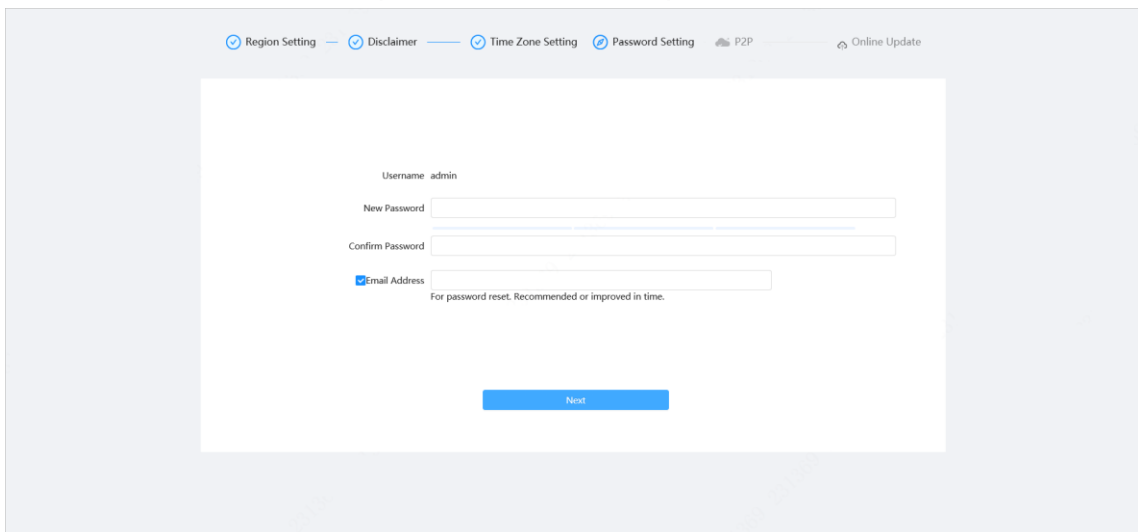 Region Setting Disclaimer Time Zone Setting Password Setting P2P Online Update
Username admin
New Password
Confirm Password
Email Address
For password reset. Recommended or improved in time.
Next